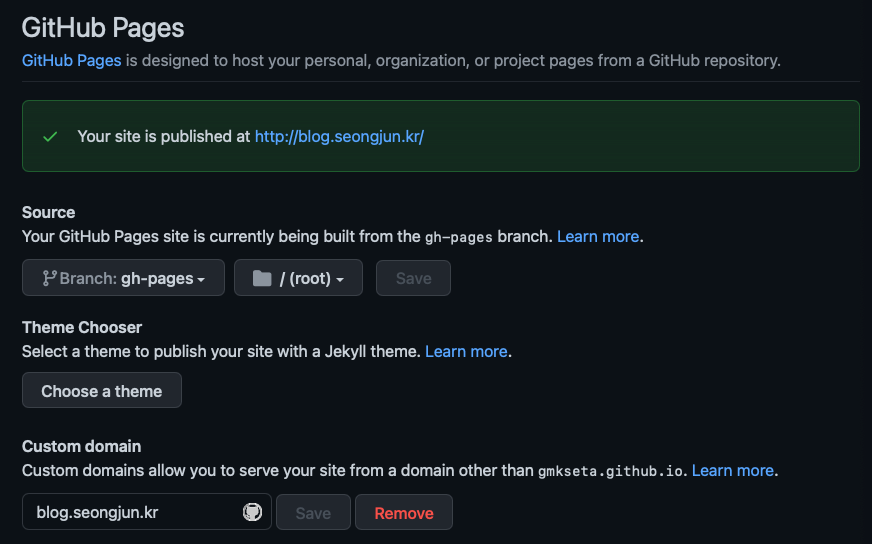 GitHub Pages
GitHub Pages is designed to host your personal, organization, or project pages from a GitHub repository.
Your site is published at http://blog.seongjun.kr/
Source
Your GitHub Pages site is currently being built from the gh-pages branch. Learn more.
Branch: gh-pages / (root) Save
Theme Chooser
Select a theme to publish your site with a Jekyll theme. Learn more.
Choose a theme
Custom domain
Custom domains allow you to serve your site from a domain other than gmkseta.github.io. Learn more.
blog.seongjun.kr Save Remove